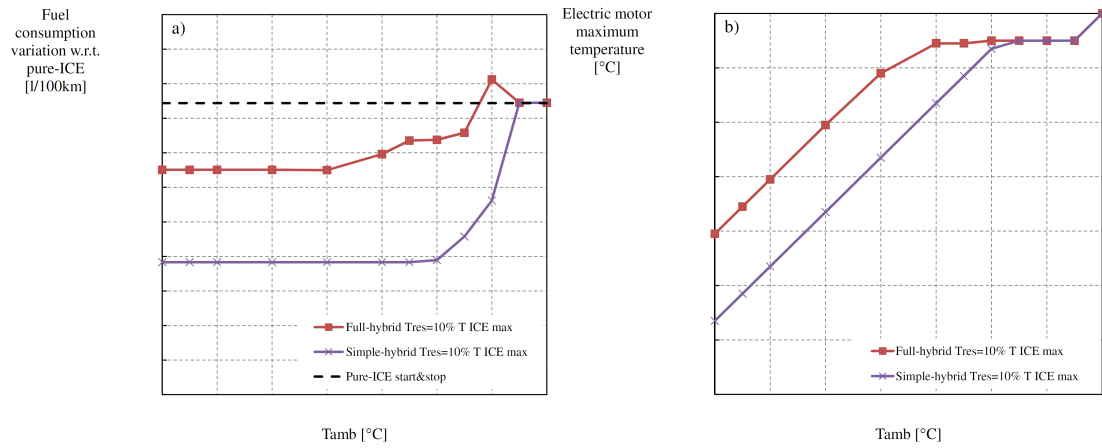 Fuel
consumption
variation w.r.t.
pure-ICE
[l/100km]
a)
Full-hybrid Tres=10% T ICE max
Simple-hybrid Tres=10% T ICE max
Pure-ICE start&stop
Tamb [°C]
Electric motor
maximum
temperature
[°C]
b)
Full-hybrid Tres=10% T ICE max
Simple-hybrid Tres=10% T ICE max
Tamb [°C]